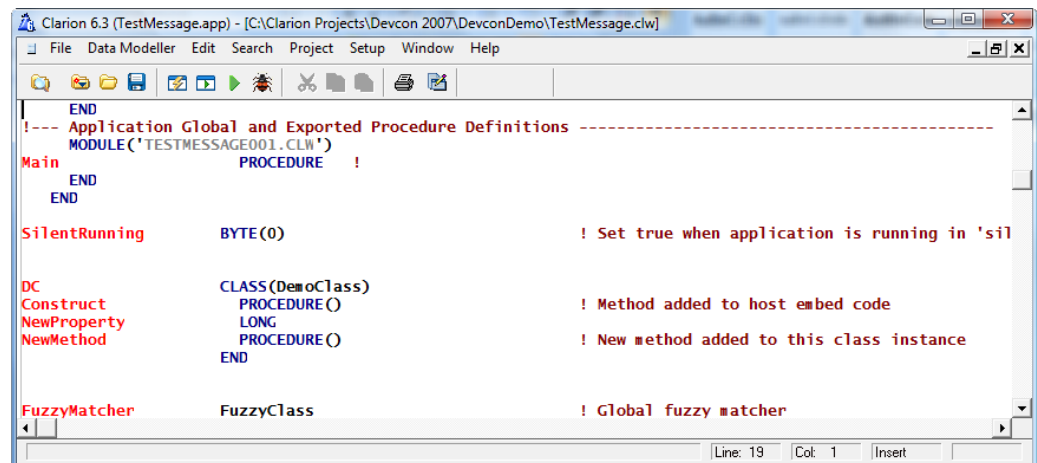 Clarion 6.3 (TestMessage.app) - [C:\Clarion Projects\Devcon 2007\DevconDemo\TestMessage.clw]
File Data Modeller Edit Search Project Setup Window Help
END
!--- Application Global and Exported Procedure Definitions --------------------------------------------
MODULE('TESTMESSAGE001.CLW')
Main PROCEDURE !
END
END
SilentRunning BYTE(0) ! Set true when application is running in 'sil
DC CLASS(DemoClass)
Construct PROCEDURE() ! Method added to host embed code
NewProperty LONG
NewMethod PROCEDURE() ! New method added to this class instance
END
FuzzyMatcher FuzzyClass ! Global fuzzy matcher
Line: 19 Col: 1 Insert